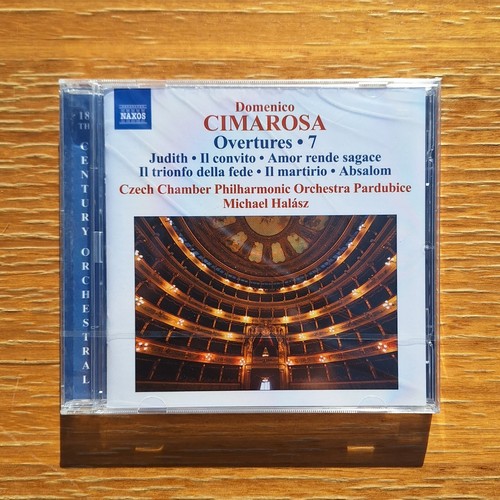 NAXOS
Domenico
CIMAROSA
Overtures • 7
Judith • Il convito • Amor rende sagace
Il trionfo della fede • Il martirio • Absalom
Czech Chamber Philharmonic Orchestra Pardubice
Michael Halász
18TH CENTURY ORCHESTRAL